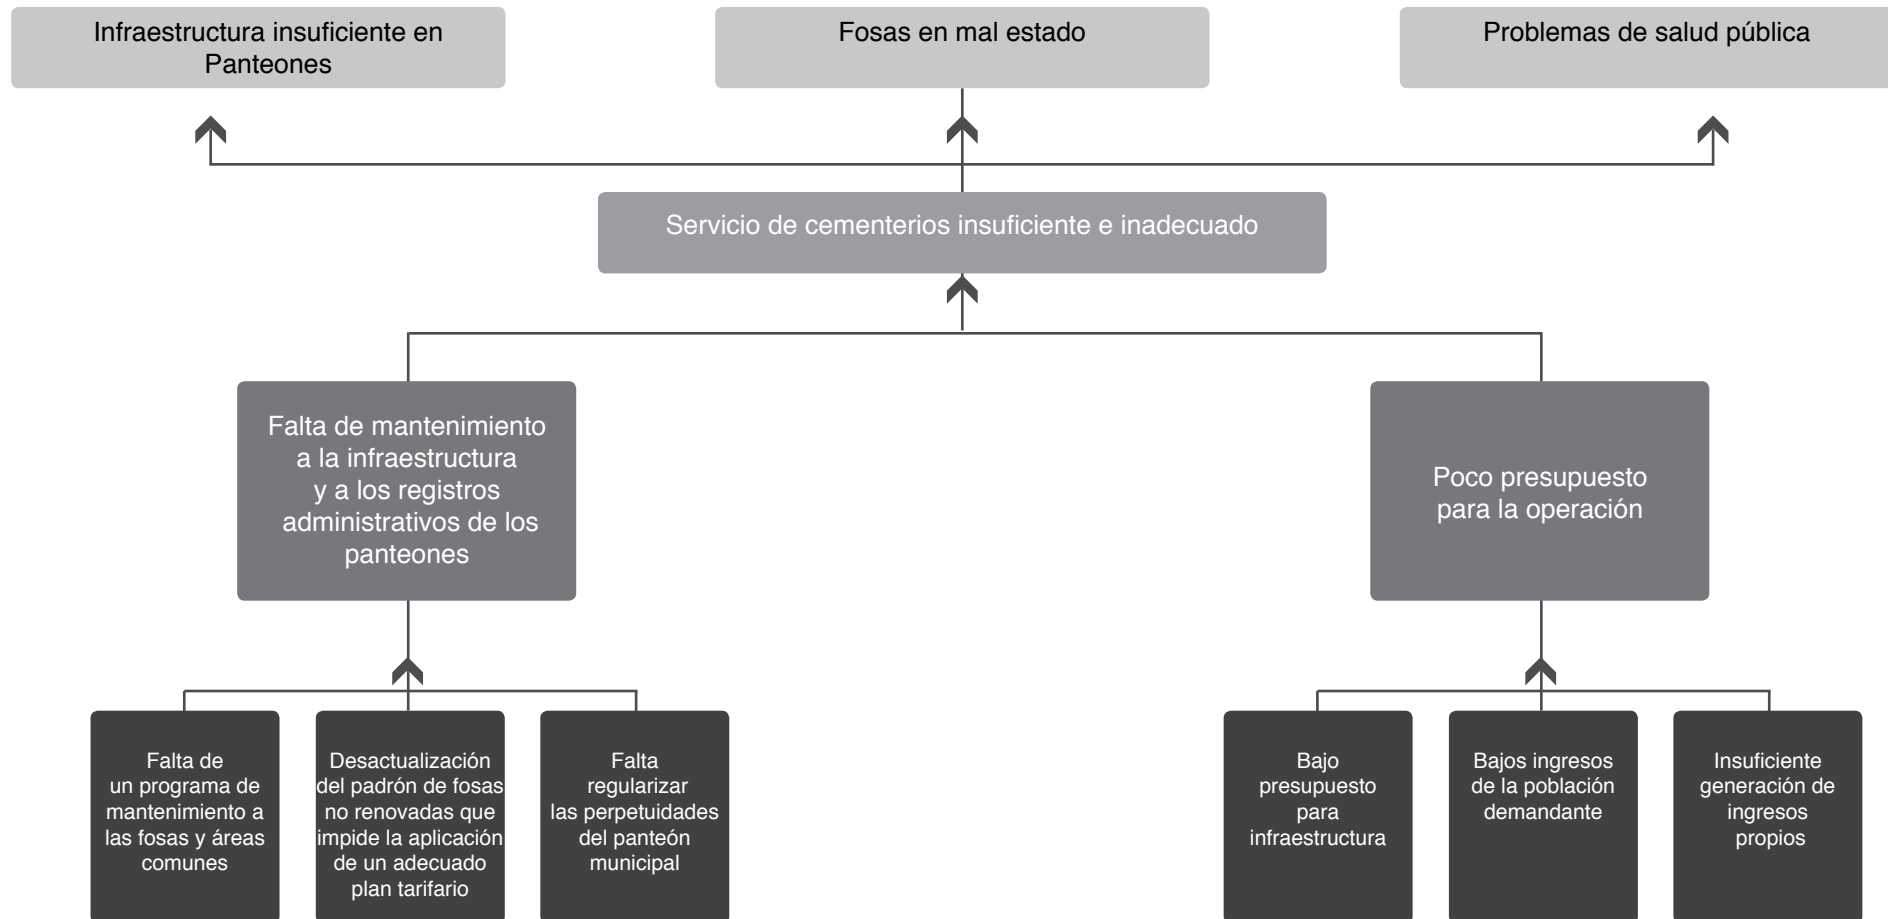 Infraestructura insuficiente en
Panteones
Fosas en mal estado
Problemas de salud pública
Servicio de cementerios insuficiente e inadecuado
Falta de mantenimiento
a la infraestructura
y a los registros
administrativos de los
panteones
Poco presupuesto
para la operación
Falta de
un programa de
mantenimiento a
las fosas y áreas
comunes
Desactualización
del padrón de fosas
no renovadas que
impide la aplicación
de un adecuado
plan tarifario
Falta
regularizar
las perpetuidades
del panteón
municipal
Bajo
presupuesto
para
infraestructura
Bajos ingresos
de la población
demandante
Insuficiente
generación de
ingresos
propios